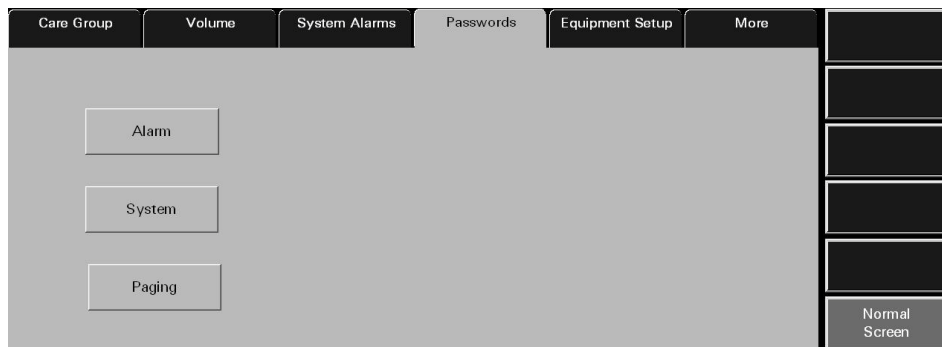 Care Group Volume System Alarms Passwords Equipment Setup More
Alarm
System
Paging
Normal
Screen